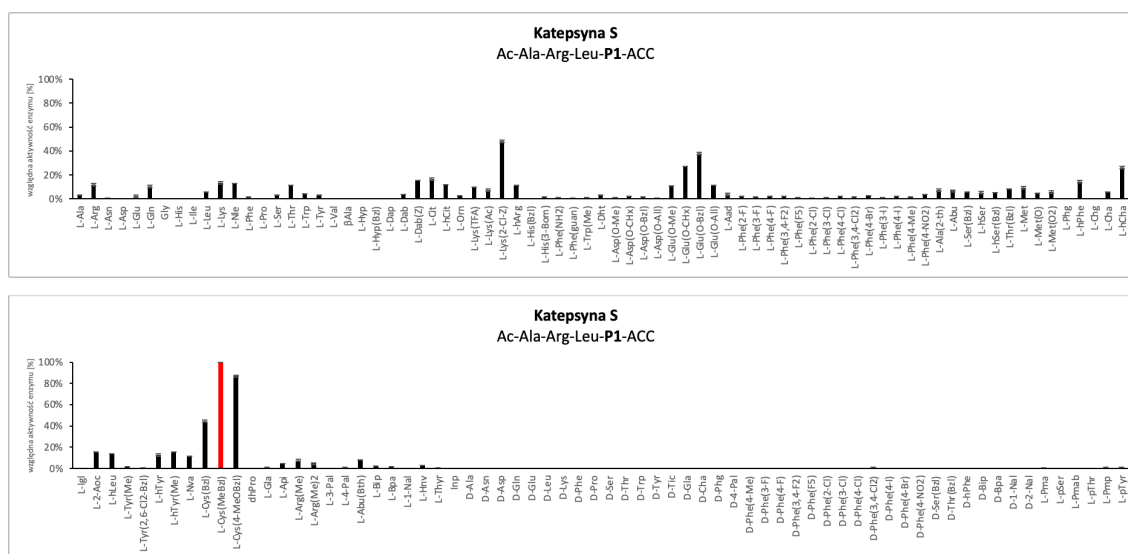 Katepsyna S
Ac-Ala-Arg-Leu-P1-ACC
względna aktywność enzymu [%]
100%
80%
60%
40%
20%
0%
L-Ala
L-Arg
L-Asn
L-Asp
L-Glu
L-Gln
Gly
L-His
L-Ile
L-Leu
L-Lys
L-Nle
L-Phe
L-Pro
L-Ser
L-Thr
L-Trp
L-Tyr
L-Val
βAla
L-Hyp
L-Hyp(Bzl)
L-Dap
L-Dab
L-Dab(Z)
L-Cit
L-hCit
L-Orn
L-Lys(TFA)
L-Lys(Ac)
L-Lys(2-Cl-Z)
L-hArg
L-His(Bzl)
L-His(3-Bom)
L-Phe(NH2)
L-Phe(guan)
L-Trp(Me)
L-Dht
L-Asp(O-Me)
L-Asp(O-CHx)
L-Asp(O-Bzl)
L-Asp(O-All)
L-Glu(O-Me)
L-Glu(O-CHx)
L-Glu(O-Bzl)
L-Glu(O-All)
L-Aad
L-Phe(2-F)
L-Phe(3-F)
L-Phe(4-F)
L-Phe(3,4-F2)
L-Phe(F5)
L-Phe(2-Cl)
L-Phe(3-Cl)
L-Phe(4-Cl)
L-Phe(3,4-Cl2)
L-Phe(4-Br)
L-Phe(3-I)
L-Phe(4-I)
L-Phe(4-Me)
L-Phe(4-NO2)
L-Ala(2-th)
L-Abu
L-Ser(Bzl)
L-hSer
L-hSer(Bzl)
L-Thr(Bzl)
L-Met
L-Met(O)
L-Met(O2)
L-Phg
L-hPhe
L-Chg
L-Cha
L-hCha
Katepsyna S
Ac-Ala-Arg-Leu-P1-ACC
względna aktywność enzymu [%]
100%
80%
60%
40%
20%
0%
L-Igl
L-2-Aoc
L-hLeu
L-Tyr(Me)
L-Tyr(2,6-Cl2-Bzl)
L-hTyr
L-hTyr(Me)
L-Nva
L-Cys(Bzl)
L-Cys(MeBzl)
L-Cys(4-MeOBzl)
dhPro
L-Gla
L-Api
L-Arg(Me)
L-Arg(Me)2
L-3-Pal
L-4-Pal
L-Abu(Bth)
L-Bip
L-Bpa
L-1-Nal
L-Hnv
L-Thyr
Inp
D-Ala
D-Asn
D-Asp
D-Gln
D-Glu
D-Leu
D-Lys
D-Phe
D-Pro
D-Ser
D-Thr
D-Trp
D-Tyr
D-Tic
D-Gla
D-Cha
D-Phg
D-4-Pal
D-Phe(4-Me)
D-Phe(3-F)
D-Phe(4-F)
D-Phe(3,4-F2)
D-Phe(F5)
D-Phe(2-Cl)
D-Phe(3-Cl)
D-Phe(4-Cl)
D-Phe(3,4-Cl2)
D-Phe(4-I)
D-Phe(4-Br)
D-Phe(4-NO2)
D-Ser(Bzl)
D-Thr(Bzl)
D-hPhe
D-Bip
D-Bpa
D-1-Nal
D-2-Nal
L-Pma
L-pSer
L-Pmab
L-pThr
L-Pmp
L-pTyr